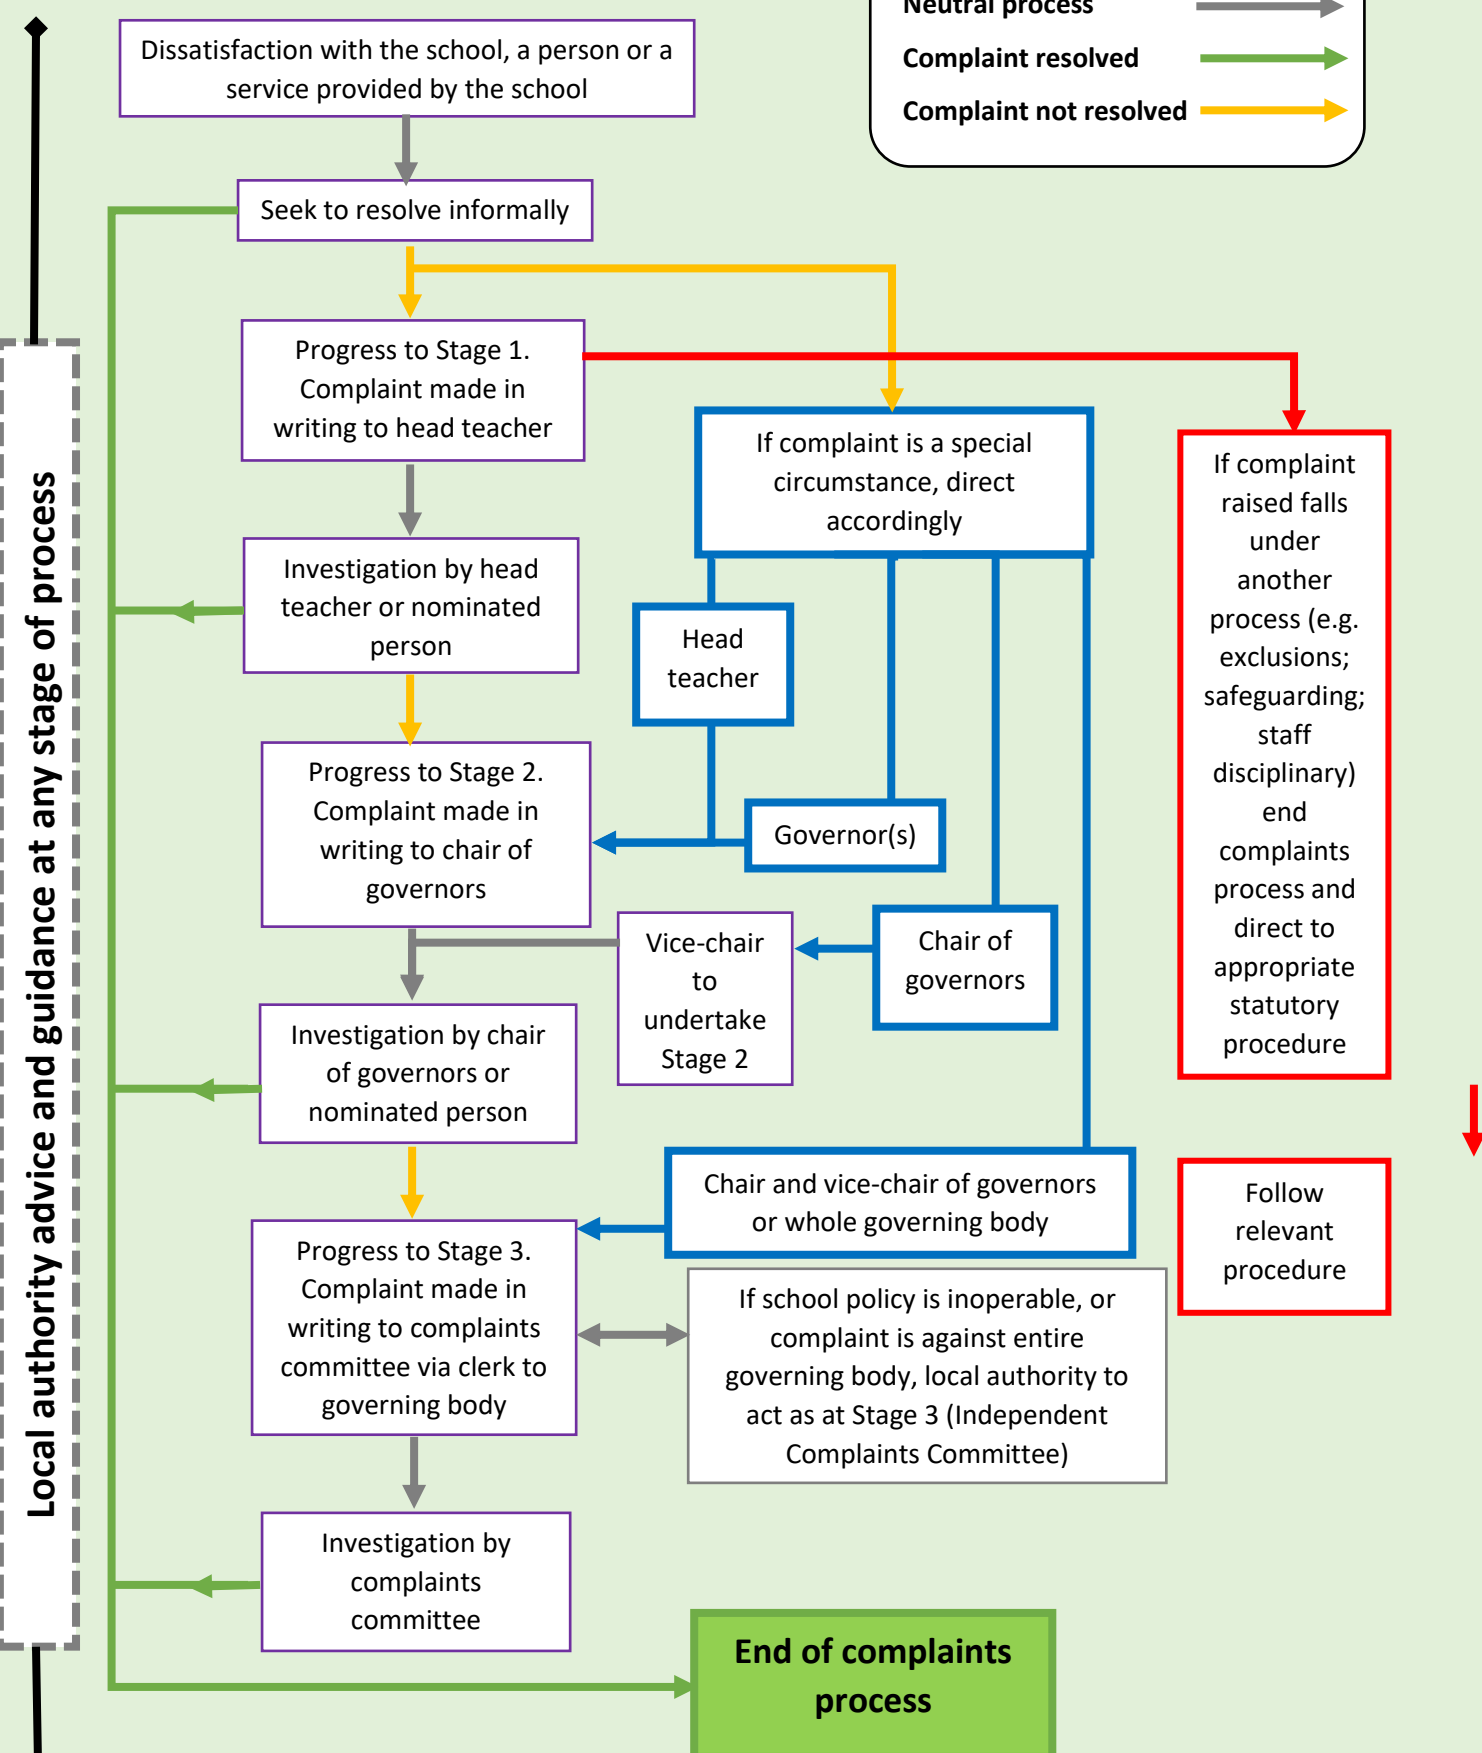 Neutral process
Complaint resolved
Complaint not resolved
Dissatisfaction with the school, a person or a
service provided by the school
Seek to resolve informally
Progress to Stage 1.
Complaint made in
writing to head teacher
If complaint is a special
circumstance, direct
accordingly
If complaint
raised falls
under
another
process (e.g.
exclusions;
safeguarding;
staff
disciplinary)
end
complaints
process and
direct to
appropriate
statutory
procedure
Investigation by head
teacher or nominated
person
Head
teacher
Progress to Stage 2.
Complaint made in
writing to chair of
governors
Governor(s)
Vice-chair
to
undertake
Stage 2
Chair of
governors
Investigation by chair
of governors or
nominated person
Chair and vice-chair of governors
or whole governing body
Follow
relevant
procedure
Progress to Stage 3.
Complaint made in
writing to complaints
committee via clerk to
governing body
If school policy is inoperable, or
complaint is against entire
governing body, local authority to
act as at Stage 3 (Independent
Complaints Committee)
Investigation by
complaints
committee
End of complaints
process
Local authority advice and guidance at any stage of process